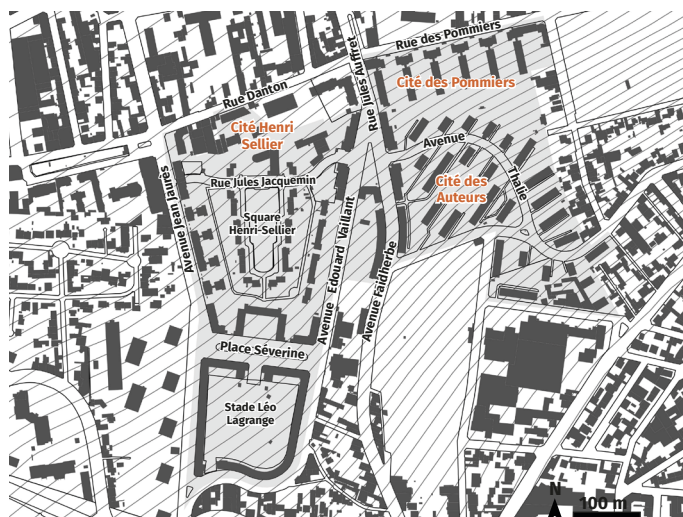 Rue des Pommiers
Rue Jules Auffret
Cité des Pommiers
Rue Danton
Cité Henri
Sellier
Avenue
Thalie
Avenue Jean Jaures
Rue Jules Jacquemin
Cité des
Auteurs
Square
Henri-Sellier
Avenue Edouard Vaillant
Avenue Faidherbe
Place Séverine
Stade Léo
Lagrange
N
100 m